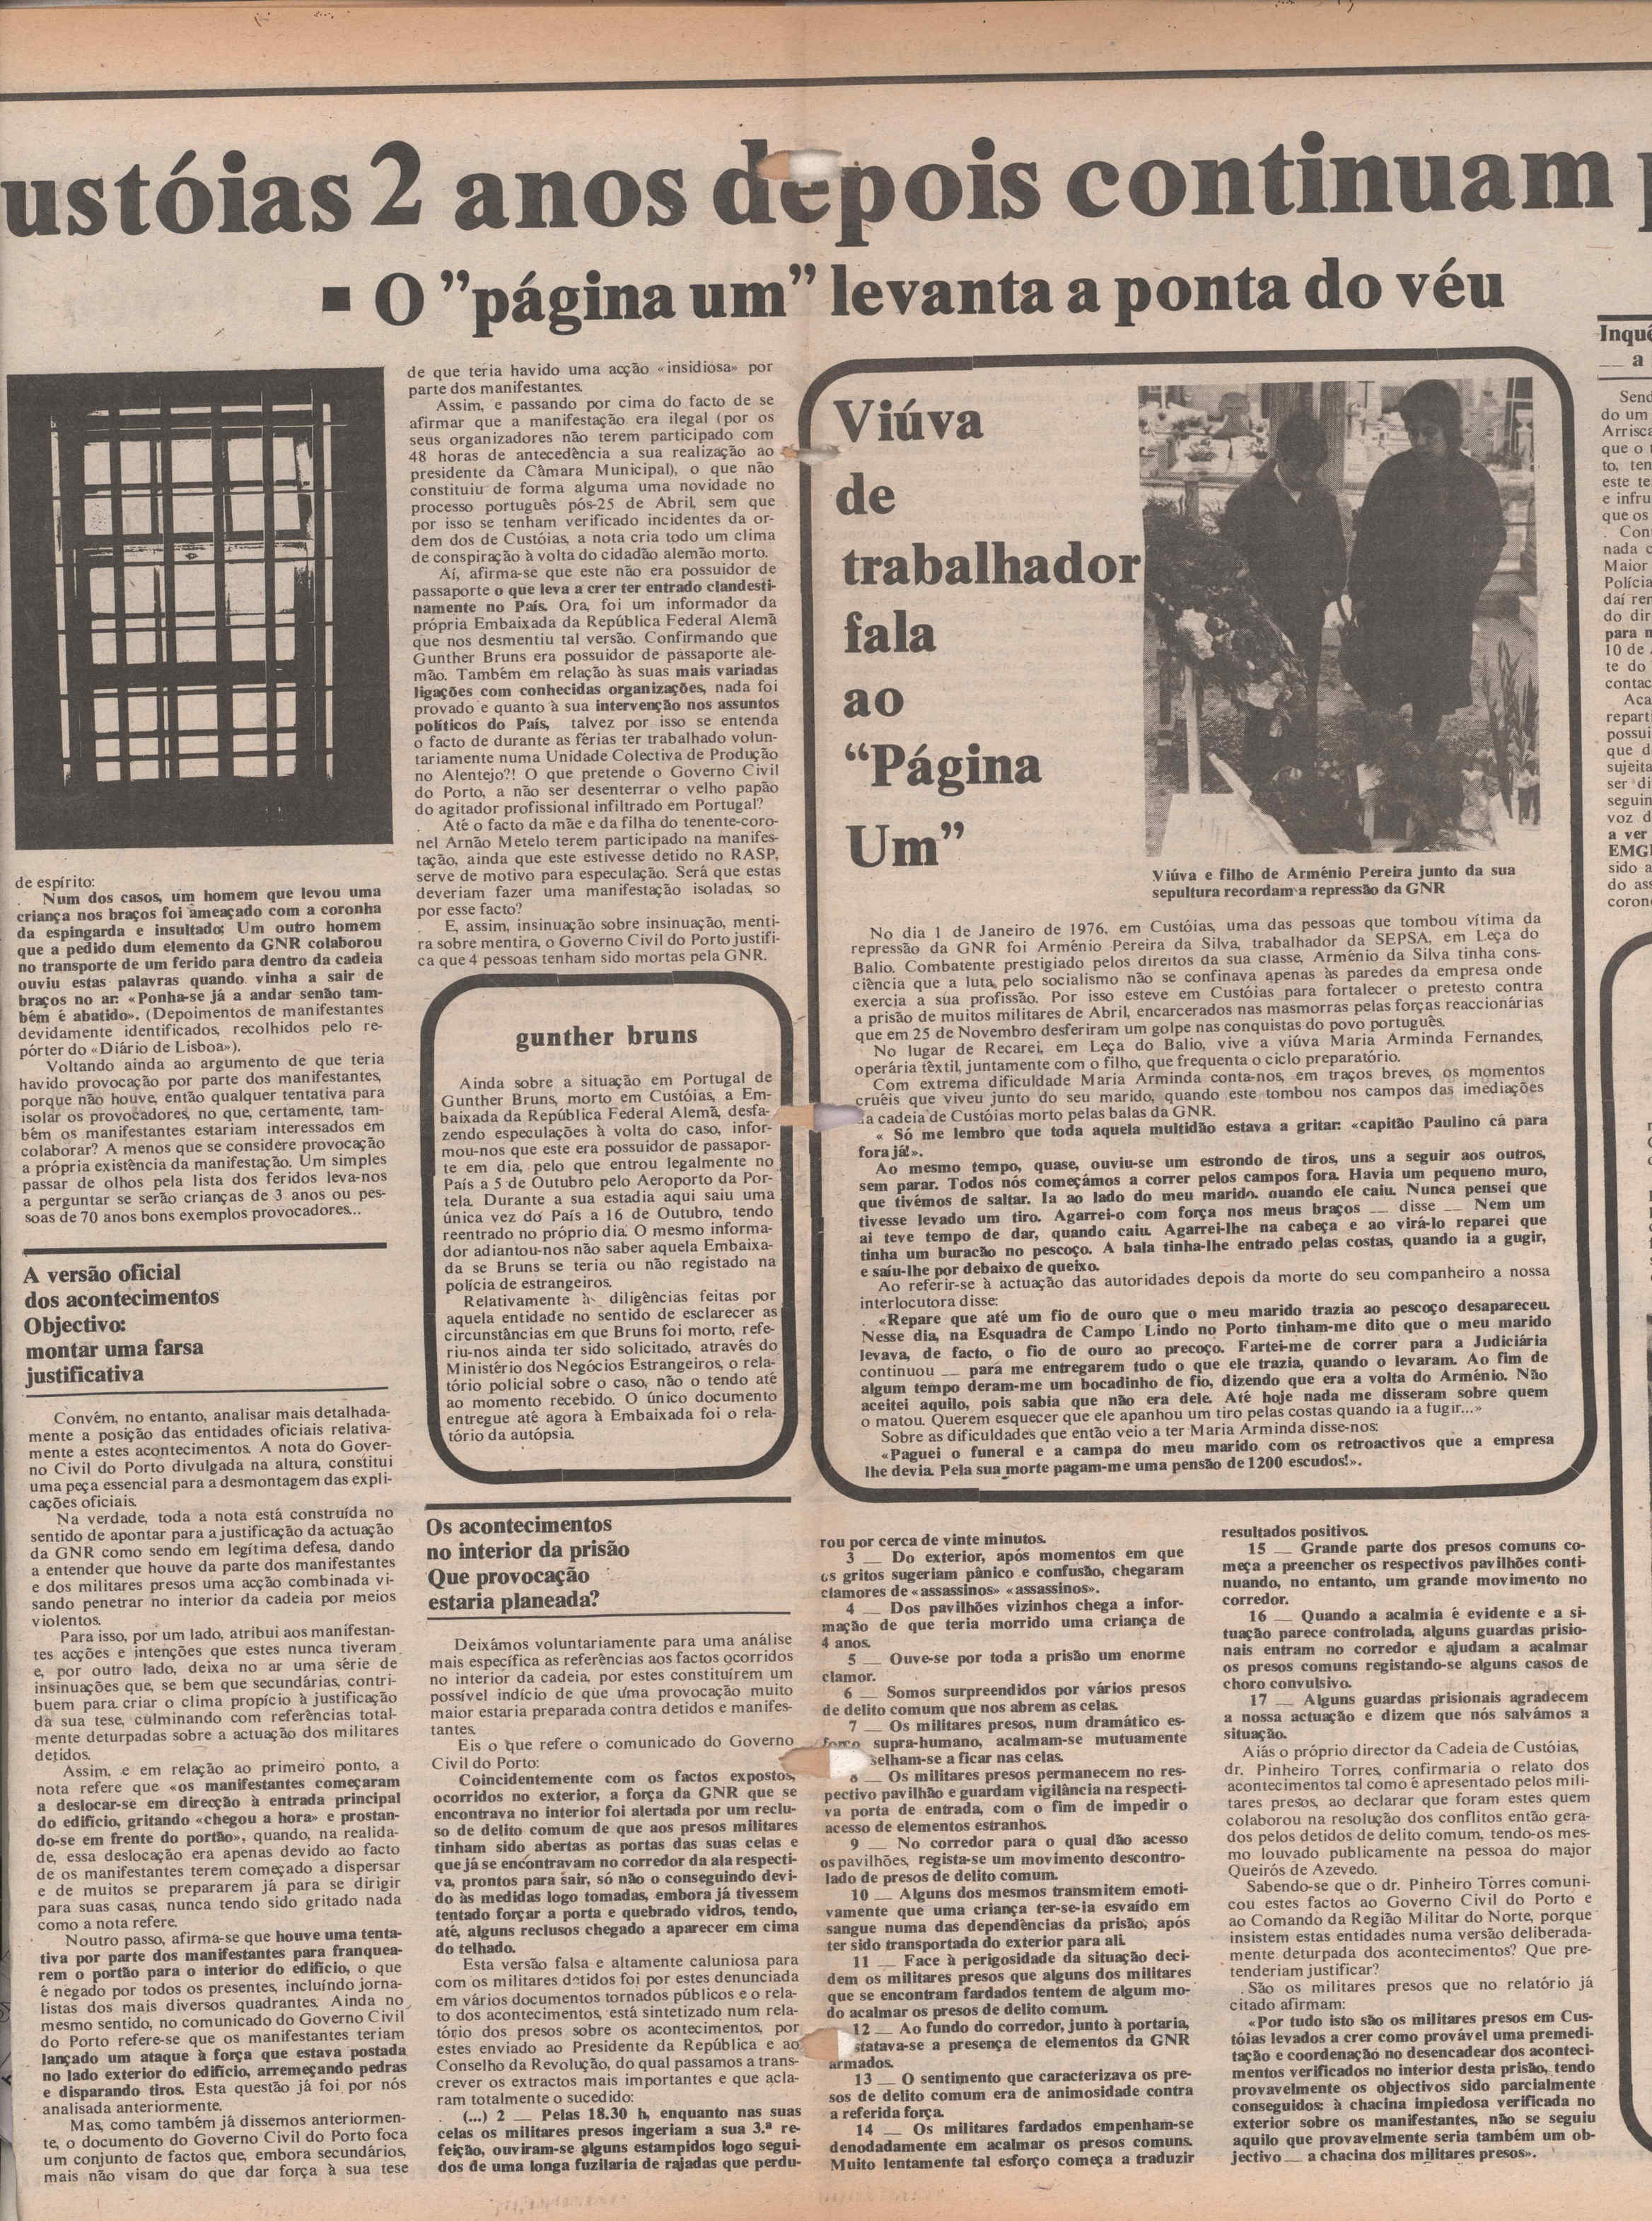 ustóias 2 anos depois continuam
O "página um" levanta a ponta do véu
de espírito:
Num dos casos, um homem que levou uma
criança nos braços foi ameaçado com a coronha
da espingarda e insultado; Um outro homem
que a pedido dum elemento da GNR colaborou
no transporte de um ferido para dentro da cadeia
ouviu estas palavras quando vinha a sair de
braços no ar: «Ponha-se já a andar senão tam-
bém é abatido». (Depoimentos de manifestantes
devidamente identificados, recolhidos pelo re-
pórter do «Diário de Lisboa»).
Voltando ainda ao argumento de que teria
havido provocação por parte dos manifestantes,
porque não houve, então qualquer tentativa para
isolar os provocadores, no que, certamente, tam-
bém os manifestantes estariam interessados em
colaborar? A menos que se considere provocação
a própria existência da manifestação. Um simples
passar de olhos pela lista dos feridos leva-nos
a perguntar se serão crianças de 3 anos ou pes-
soas de 70 anos bons exemplos provocadores...
A versão oficial
dos acontecimentos
Objectivo:
montar uma farsa
justificativa
Convém, no entanto, analisar mais detalhada-
mente a posição das entidades oficiais relativa-
mente a estes acontecimentos. A nota do Gover-
no Civil do Porto divulgada na altura, constitui
uma peça essencial para a desmontagem das expli-
cações oficiais.
Na verdade, toda a nota está construída no
sentido de apontar para a justificação da actuação
da GNR como sendo em legítima defesa, dando
a entender que houve da parte dos manifestantes
e dos militares presos uma acção combinada vi-
sando penetrar no interior da cadeia por meios
violentos.
Para isso, por um lado, atribui aos manifestan-
tes acções e intenções que estes nunca tiveram
e, por outro lado, deixa no ar uma série de
insinuações que, se bem que secundárias, contri-
buem para criar o clima propício à justificação
da sua tese, culminando com referências total-
mente deturpadas sobre a actuação dos militares
detidos.
Assim, e em relação ao primeiro ponto, a
nota refere que «os manifestantes começaram
a deslocar-se em direcção à entrada principal
do edifício, gritando «chegou a hora» e prostan-
do-se em frente do portão», quando, na realida-
de, essa deslocação era apenas devido ao facto
de os manifestantes terem começado a dispersar
e de muitos se prepararem já para se dirigir
para suas casas, nunca tendo sido gritado nada
como a nota refere.
Noutro passo, afirma-se que houve uma tenta-
tiva por parte dos manifestantes para franquea-
rem o portão para o interior do edifício, o que
é negado por todos os presentes, incluíndo jorna-
listas dos mais diversos quadrantes. Ainda no
mesmo sentido, no comunicado do Governo Civil
do Porto refere-se que os manifestantes teriam
lançado um ataque à força que estava postada
no lado exterior do edifício, arremeçando pedras
e disparando tiros. Esta questão já foi por nós
analisada anteriormente.
Mas, como também já dissemos anteriormen-
te, o documento do Governo Civil do Porto foca
um conjunto de factos que, embora secundários,
mais não visam do que dar força à sua tese
de que teria havido uma acção «insidiosa» por
parte dos manifestantes.
Assim, e passando por cima do facto de se
afirmar que a manifestação era ilegal (por os
seus organizadores não terem participado com
48 horas de antecedência a sua realização ao
presidente da Câmara Municipal), o que não
constituiu de forma alguma uma novidade no
processo português pós-25 de Abril, sem que
por isso se tenham verificado incidentes da or-
dem dos de Custóias, a nota cria todo um clima
de conspiração à volta do cidadão alemão morto.
Aí, afirma-se que este não era possuidor de
passaporte o que leva a crer ter entrado clandesti-
namente no País. Ora, foi um informador da
própria Embaixada da República Federal Alemã
que nos desmentiu tal versão. Confirmando que
Gunther Bruns era possuidor de passaporte ale-
mão. Também em relação às suas mais variadas
ligações com conhecidas organizações, nada foi
provado e quanto à sua intervenção nos assuntos
políticos do País, talvez por isso se entenda
o facto de durante as férias ter trabalhado volun-
tariamente numa Unidade Colectiva de Produção
no Alentejo?! O que pretende o Governo Civil
do Porto, a não ser desenterrar o velho papão
do agitador profissional infiltrado em Portugal?
Até o facto da mãe e da filha do tenente-coro-
nel Arnão Metelo terem participado na manifes-
tação, ainda que este estivesse detido no RASP,
serve de motivo para especulação. Será que estas
deveriam fazer uma manifestação isoladas, so
por esse facto?
E, assim, insinuação sobre insinuação, menti-
ra sobre mentira, o Governo Civil do Porto justifi-
ca que 4 pessoas tenham sido mortas pela GNR.
gunther bruns
Ainda sobre a situação em Portugal de
Gunther Bruns, morto em Custóias, a Em-
baixada da República Federal Alemã, desfa-
zendo especulações à volta do caso, infor-
mou-nos que este era possuidor de passapor-
te em dia, pelo que entrou legalmente no
País a 5 de Outubro pelo Aeroporto da Por-
tela. Durante a sua estadia aqui saiu uma
única vez do País a 16 de Outubro, tendo
reentrado no próprio dia. O mesmo informa-
dor adiantou-nos não saber aquela Embaixa-
da se Bruns se teria ou não registado na
polícia de estrangeiros.
Relativamente às diligências feitas por
aquela entidade no sentido de esclarecer as
circunstâncias em que Bruns foi morto, refe-
riu-nos ainda ter sido solicitado, através do
Ministério dos Negócios Estrangeiros, o rela-
tório policial sobre o caso, não o tendo até
ao momento recebido. O único documento
entregue até agora à Embaixada foi o rela-
tório da autópsia.
Os acontecimentos
no interior da prisão
Que provocação
estaria planeada?
Deixámos voluntariamente para uma análise
mais específica as referências aos factos ocorridos
no interior da cadeia, por estes constituírem um
possível indício de que uma provocação muito
maior estaria preparada contra detidos e manifes-
tantes.
Eis o que refere o comunicado do Governo
Civil do Porto:
Coincidentemente com os factos expostos,
ocorridos no exterior, a força da GNR que se
encontrava no interior foi alertada por um reclu-
so de delito comum de que aos presos militares
tinham sido abertas as portas das suas celas e
que já se encontravam no corredor da ala respecti-
va, prontos para sair, só não o conseguindo devi-
do às medidas logo tomadas, embora já tivessem
tentado forçar a porta e quebrado vidros, tendo,
até, alguns reclusos chegado a aparecer em cima
do telhado.
Esta versão falsa e altamente caluniosa para
com os militares detidos foi por estes denunciada
em vários documentos tornados públicos e o rela-
to dos acontecimentos, está sintetizado num rela-
tório dos presos sobre os acontecimentos, por
estes enviado ao Presidente da República e ao
Conselho da Revolução, do qual passamos a trans-
crever os extractos mais importantes e que acla-
ram totalmente o sucedido:
(...) 2 __ Pelas 18.30 h, enquanto nas suas
celas os militares presos ingeriam a sua 3.ª re-
feição, ouviram-se alguns estampidos logo segui-
dos de uma longa fuzilaria de rajadas que perdu-
Viúva
de
trabalhador
fala
ao
“Página
Um”
Viúva e filho de Arménio Pereira junto da sua
sepultura recordam a repressão da GNR
No dia 1 de Janeiro de 1976, em Custóias, uma das pessoas que tombou vítima da
repressão da GNR foi Arménio Pereira da Silva, trabalhador da SEPSA, em Leça do
Balio. Combatente prestigiado pelos direitos da sua classe, Arménio da Silva tinha cons-
ciência que a luta pelo socialismo não se confinava apenas às paredes da empresa onde
exercia a sua profissão. Por isso esteve em Custóias para fortalecer o pretesto contra
a prisão de muitos militares de Abril, encarcerados nas masmorras pelas forças reaccionárias
que em 25 de Novembro desferiram um golpe nas conquistas do povo português.
No lugar de Recarei, em Leça do Balio, vive a viúva Maria Arminda Fernandes,
operária têxtil, juntamente com o filho, que frequenta o ciclo preparatório.
Com extrema dificuldade Maria Arminda conta-nos, em traços breves, os momentos
cruéis que viveu junto do seu marido, quando este tombou nos campos das imediações
da cadeia de Custóias morto pelas balas da GNR.
« Só me lembro que toda aquela multidão estava a gritar: «capitão Paulino cá para
fora já!».
Ao mesmo tempo, quase, ouviu-se um estrondo de tiros, uns a seguir aos outros,
sem parar. Todos nós começámos a correr pelos campos fora. Havia um pequeno muro,
que tivémos de saltar. Ia ao lado do meu marido, quando ele caiu. Nunca pensei que
tivesse levado um tiro. Agarrei-o com força nos meus braços __ disse __ Nem um
ai teve tempo de dar, quando caiu. Agarrei-lhe na cabeça e ao virá-lo reparei que
tinha um buracão no pescoço. A bala tinha-lhe entrado pelas costas, quando ia a gugir,
e saíu-lhe por debaixo de queixo.
Ao referir-se à actuação das autoridades depois da morte do seu companheiro a nossa
interlocutora disse:
«Repare que até um fio de ouro que o meu marido trazia ao pescoço desapareceu.
Nesse dia, na Esquadra de Campo Lindo no Porto tinham-me dito que o meu marido
levava, de facto, o fio de ouro ao precoço. Fartei-me de correr para a Judiciária
continuou __ para me entregarem tudo o que ele trazia, quando o levaram. Ao fim de
algum tempo deram-me um bocadinho de fio, dizendo que era a volta do Arménio. Não
aceitei aquilo, pois sabia que não era dele. Até hoje nada me disseram sobre quem
o matou. Querem esquecer que ele apanhou um tiro pelas costas quando ia a fugir...»
Sobre as dificuldades que então veio a ter Maria Arminda disse-nos:
«Paguei o funeral e a campa do meu marido com os retroactivos que a empresa
lhe devia. Pela sua morte pagam-me uma pensão de 1200 escudos!».
rou por cerca de vinte minutos.
3 __ Do exterior, após momentos em que
os gritos sugeriam pânico e confusão, chegaram
clamores de «assassinos» «assassinos».
4 __ Dos pavilhões vizinhos chega a infor-
mação de que teria morrido uma criança de
4 anos.
5 __ Ouve-se por toda a prisão um enorme
clamor.
6 __ Somos surpreendidos por vários presos
de delito comum que nos abrem as celas.
7 __ Os militares presos, num dramático es-
forço supra-humano, acalmam-se mutuamente
selham-se a ficar nas celas.
8 __ Os militares presos permanecem no res-
pectivo pavilhão e guardam vigilância na respecti-
va porta de entrada, com o fim de impedir o
acesso de elementos estranhos.
9 __ No corredor para o qual dão acesso
os pavilhões, regista-se um movimento descontro-
lado de presos de delito comum.
10 __ Alguns dos mesmos transmitem emoti-
vamente que uma criança ter-se-ia esvaído em
sangue numa das dependências da prisão, após
ter sido transportada do exterior para ali.
11 __ Face à perigosidade da situação deci-
dem os militares presos que alguns dos militares
que se encontram fardados tentem de algum mo-
do acalmar os presos de delito comum.
12 __ Ao fundo do corredor, junto à portaria,
statava-se a presença de elementos da GNR
armados.
13 __ O sentimento que caracterizava os pre-
sos de delito comum era de animosidade contra
a referida força.
14 __ Os militares fardados empenham-se
denodadamente em acalmar os presos comuns.
Muito lentamente tal esforço começa a traduzir
resultados positivos.
15 __ Grande parte dos presos comuns co-
meça a preencher os respectivos pavilhões conti-
nuando, no entanto, um grande movimento no
corredor.
16 __ Quando a acalmia é evidente e a si-
tuação parece controlada, alguns guardas prisio-
nais entram no corredor e ajudam a acalmar
os presos comuns registando-se alguns casos de
choro convulsivo.
17 __ Alguns guardas prisionais agradecem
a nossa actuação e dizem que nós salvámos a
situação.
Aiás o próprio director da Cadeia de Custóias,
dr. Pinheiro Torres, confirmaria o relato dos
acontecimentos tal como é apresentado pelos mili-
tares presos, ao declarar que foram estes quem
colaborou na resolução dos conflitos então gera-
dos pelos detidos de delito comum, tendo-os mes-
mo louvado publicamente na pessoa do major
Queirós de Azevedo.
Sabendo-se que o dr. Pinheiro Torres comuni-
cou estes factos ao Governo Civil do Porto e
ao Comando da Região Militar do Norte, porque
insistem estas entidades numa versão deliberada-
mente deturpada dos acontecimentos? Que pre-
tenderiam justificar?
São os militares presos que no relatório já
citado afirmam:
«Por tudo isto são os militares presos em Cus-
tóias levados a crer como provável uma premedi-
tação e coordenação no desencadear dos aconteci-
mentos verificados no interior desta prisão, tendo
provavelmente os objectivos sido parcialmente
conseguidos: à chacina impiedosa verificada no
exterior sobre os manifestantes, não se seguiu
aquilo que provavelmente seria também um ob-
jectivo __ a chacina dos militares presos».
Inqué
a
Send
do um
Arrisca
que o
to, ten
este te
e infru
que os
Con
nada c
Maior
Polícia
daí rer
do dir
para n
10 de
te do
contac
Aca
repart
possui
que d
sujeita
ser di
seguin
voz d
a ver
EMG
sido a
do as
coron